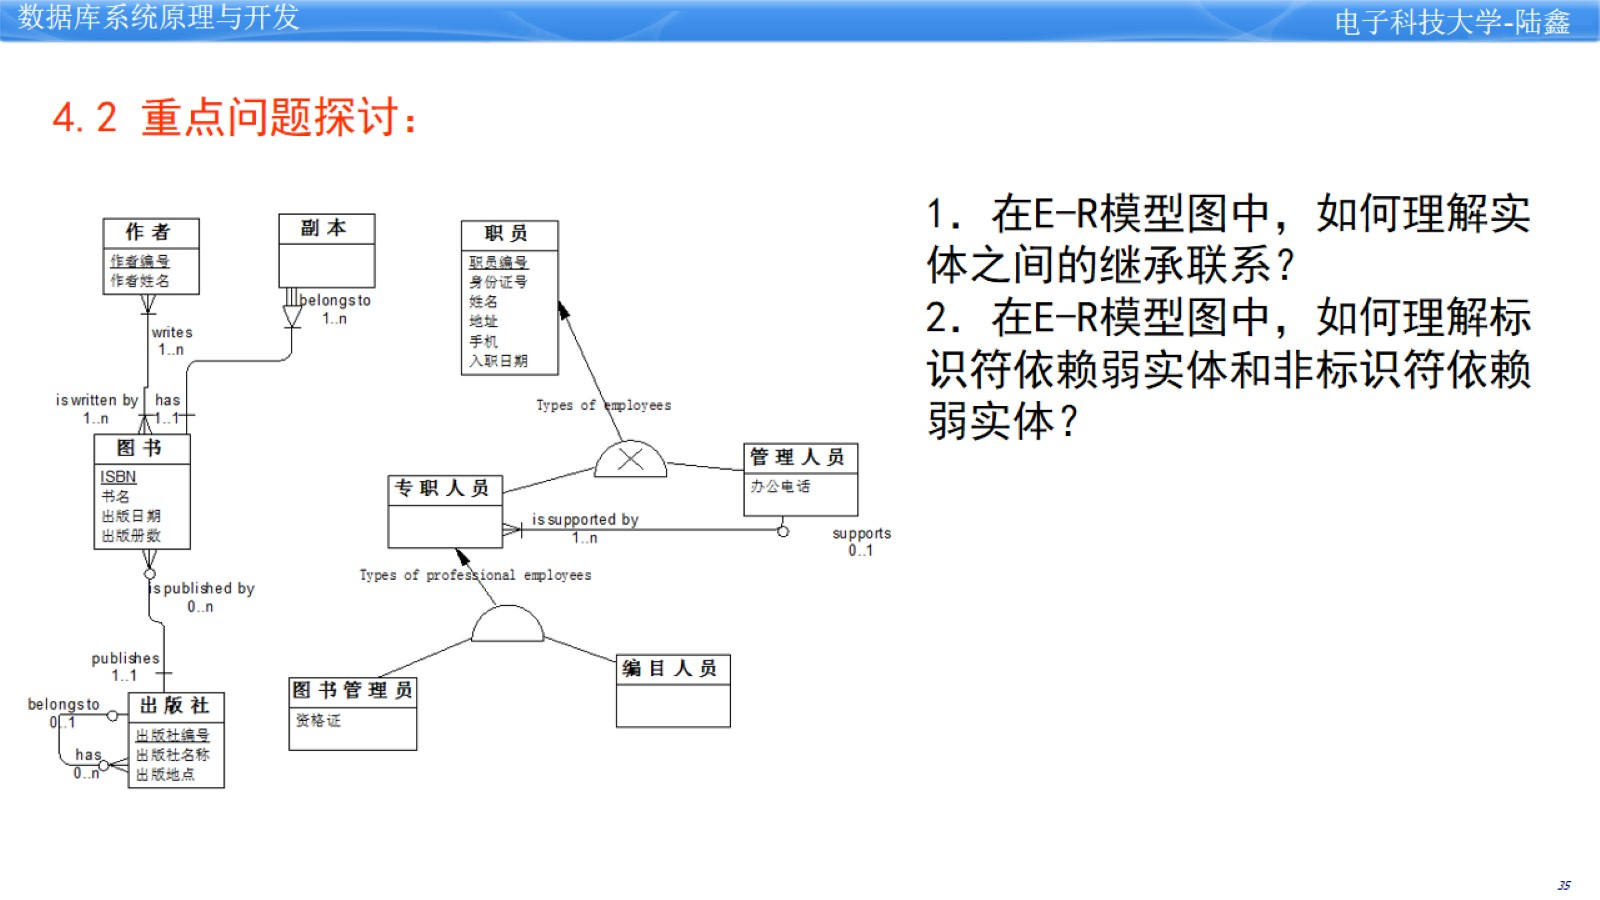 数据库系统原理与开发
电子科技大学-陆鑫
4.2 重点问题探讨：
作者
作者编号
作者姓名
副本
belongs to
1..n
writes
1..n
is written by
1..n
has
1..1
图书
ISBN
书名
出版日期
出版册数
is published by
0..n
publishes
1..1
belongs to
0..1
has
0..n
出版社
出版社编号
出版社名称
出版地点
职员
职员编号
身份证号
姓名
地址
手机
入职日期
Types of employees
专职人员
管理人员
办公电话
is supported by
1..n
supports
0..1
Types of professional employees
图书管理员
资格证
编目人员
1. 在E-R模型图中，如何理解实
体之间的继承联系？
2. 在E-R模型图中，如何理解标
识符依赖弱实体和非标识符依赖
弱实体？
35